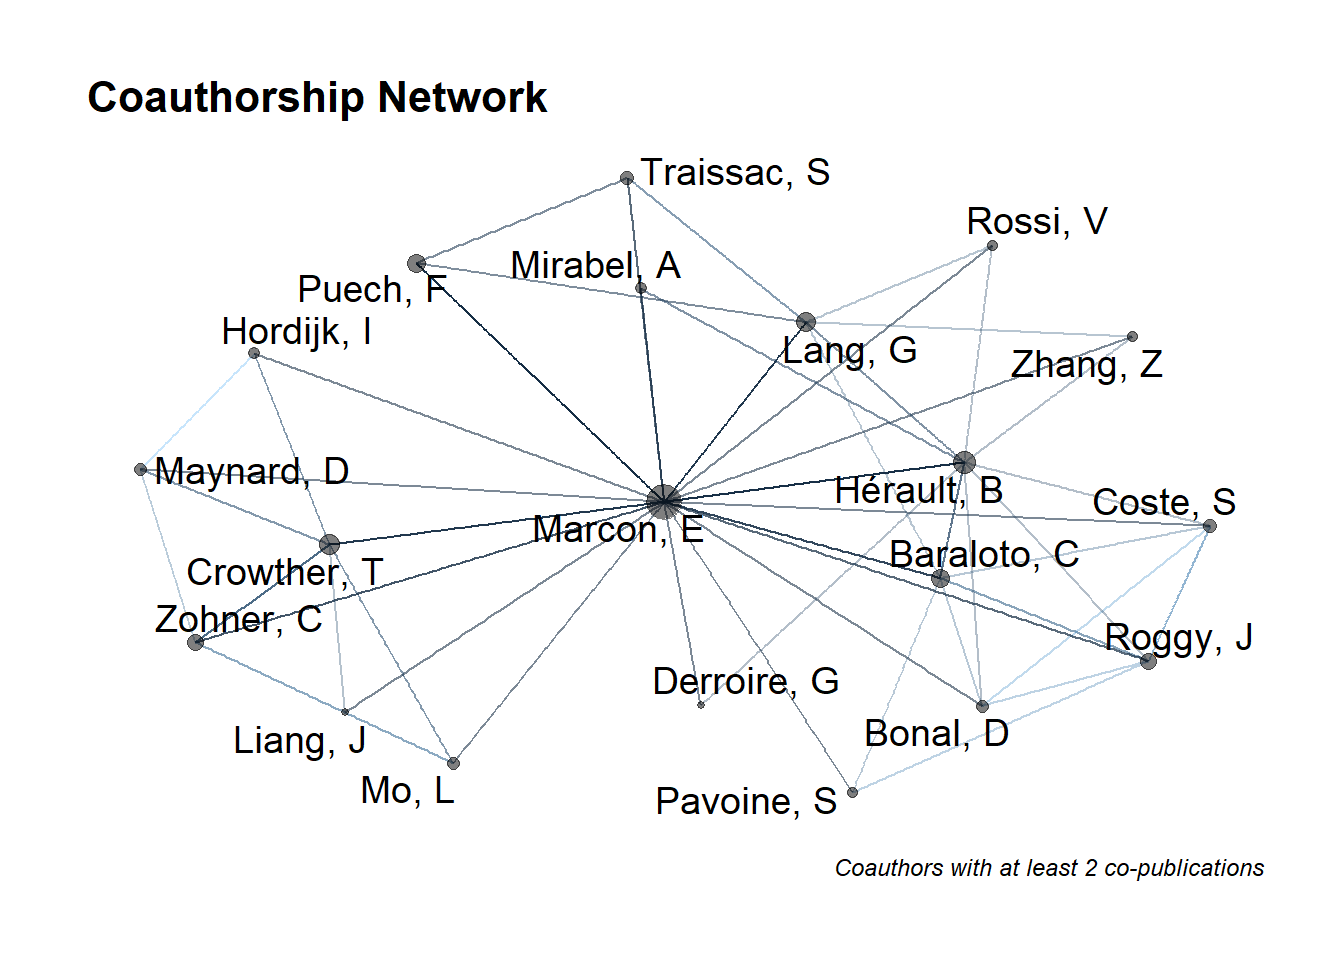 Coauthorship Network
Traissac, S
Rossi, V
Mirabel, A
Puech, F
Hordijk, I
Lang, G
Zhang, Z
Maynard, D
Hérault, B
Coste, S
Marcon, E
Baraloto, C
Crowther, T
Zohner, C
Roggy, J
Derroire, G
Liang, J
Bonal, D
Mo, L
Pavoine, S
Coauthors with at least 2 co-publications